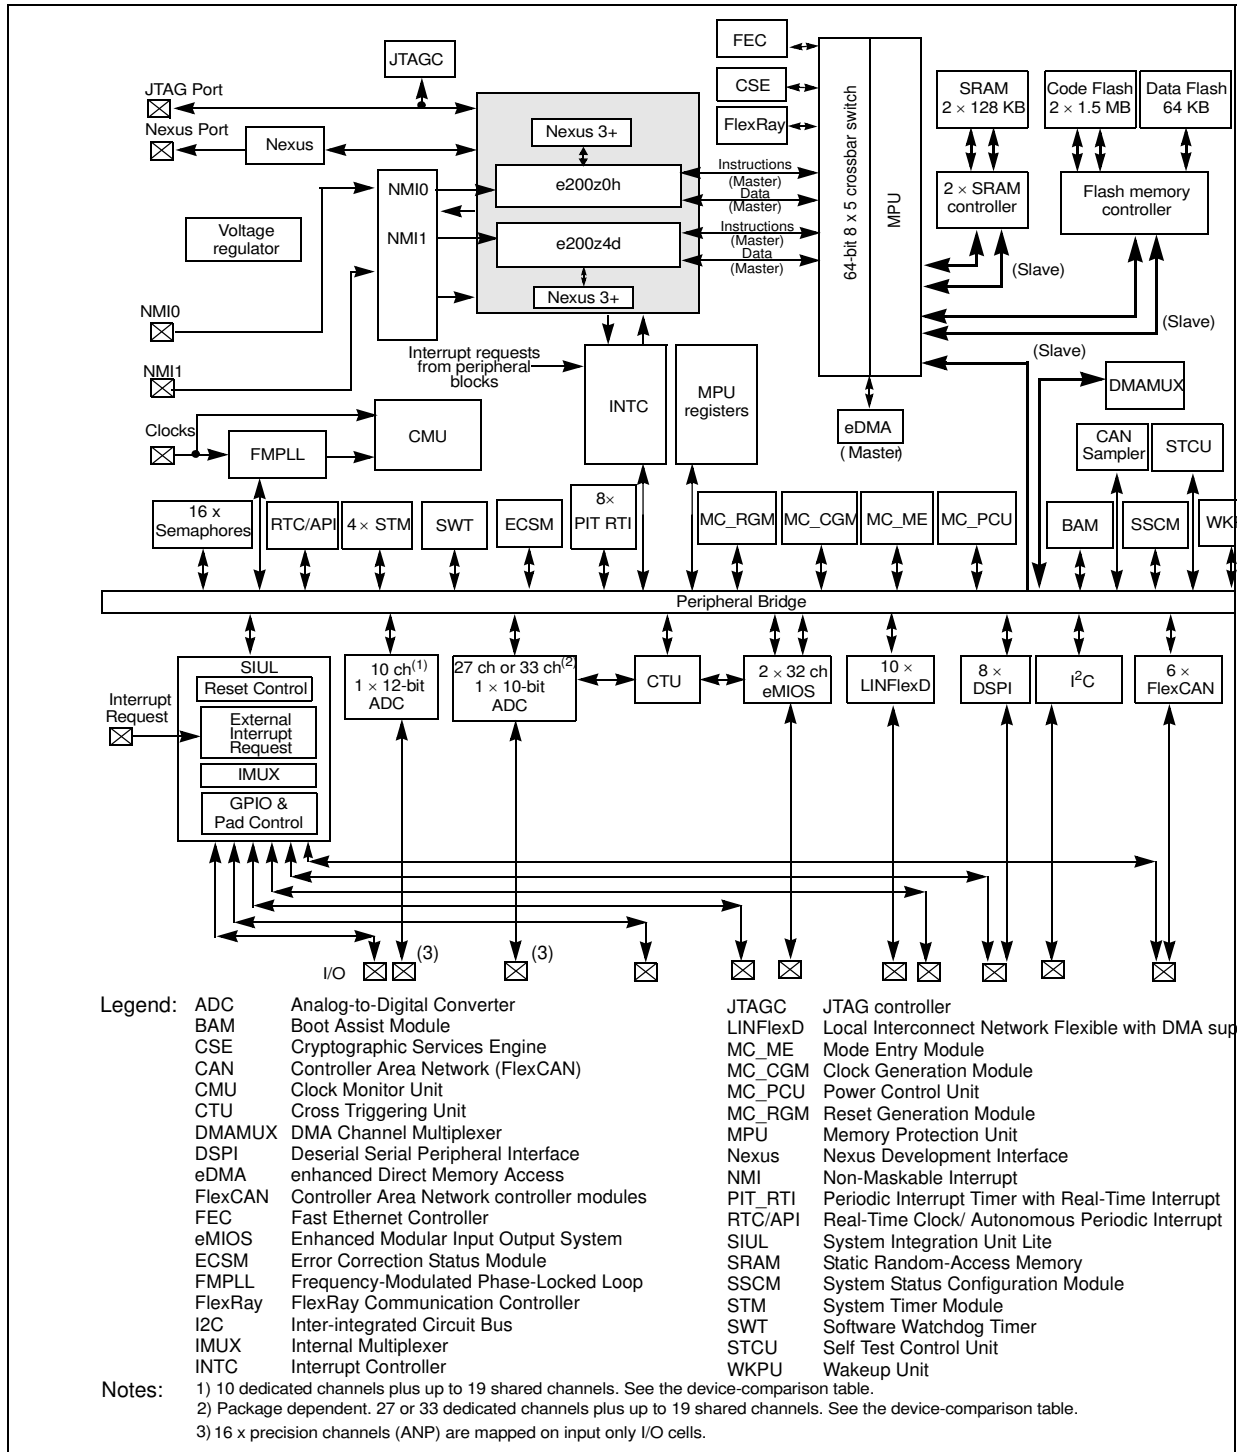 FEC
JTAGC
JTAG Port
CSE
SRAM
2 × 128 KB
Code Flash
2 × 1.5 MB
Data Flash
64 KB
Nexus Port
Nexus
Nexus 3+
FlexRay
64-bit 8 x 5 crossbar switch
MPU
NMI0
e200z0h
Instructions
(Master)
Data
(Master)
2 × SRAM
controller
Flash memory
controller
Voltage
regulator
NMI1
e200z4d
Instructions
(Master)
Data
(Master)
(Slave)
Nexus 3+
NMI0
(Slave)
Interrupt requests
from peripheral
blocks
(Slave)
NMI1
INTC
MPU
registers
DMAMUX
Clocks
CMU
eDMA
(Master)
FMPLL
CAN
Sampler
STCU
16 x
Semaphores
RTC/API
4 × STM
SWT
ECSM
8×
PIT RTI
MC_RGM
MC_CGM
MC_ME
MC_PCU
BAM
SSCM
Peripheral Bridge
SIUL
Reset Control
External
Interrupt
Request
IMUX
GPIO &
Pad Control
Interrupt
Request
10 ch(1)
1 × 12-bit
ADC
27 ch or 33 ch(2)
1 × 10-bit
ADC
CTU
2 × 32 ch
eMIOS
10 ×
LINFlexD
8 ×
DSPI
I2C
6 ×
FlexCAN
I/O
(3)
(3)
Legend:
ADC Analog-to-Digital Converter
BAM Boot Assist Module
CSE Cryptographic Services Engine
CAN Controller Area Network (FlexCAN)
CMU Clock Monitor Unit
CTU Cross Triggering Unit
DMAMUX DMA Channel Multiplexer
DSPI Deserial Serial Peripheral Interface
eDMA enhanced Direct Memory Access
FlexCAN Controller Area Network controller modules
FEC Fast Ethernet Controller
eMIOS Enhanced Modular Input Output System
ECSM Error Correction Status Module
FMPLL Frequency-Modulated Phase-Locked Loop
FlexRay FlexRay Communication Controller
I2C Inter-integrated Circuit Bus
IMUX Internal Multiplexer
INTC Interrupt Controller
JTAGC JTAG controller
LINFlexD Local Interconnect Network Flexible with DMA
MC_ME Mode Entry Module
MC_CGM Clock Generation Module
MC_PCU Power Control Unit
MC_RGM Reset Generation Module
MPU Memory Protection Unit
Nexus Nexus Development Interface
NMI Non-Maskable Interrupt
PIT_RTI Periodic Interrupt Timer with Real-Time Interrupt
RTC/API Real-Time Clock/ Autonomous Periodic Interrupt
SIUL System Integration Unit Lite
SRAM Static Random-Access Memory
SSCM System Status Configuration Module
STM System Timer Module
SWT Software Watchdog Timer
STCU Self Test Control Unit
WKPU Wakeup Unit
Notes:
1) 10 dedicated channels plus up to 19 shared channels. See the device-comparison table.
2) Package dependent. 27 or 33 dedicated channels plus up to 19 shared channels. See the device-comparison table.
3) 16 x precision channels (ANP) are mapped on input only I/O cells.